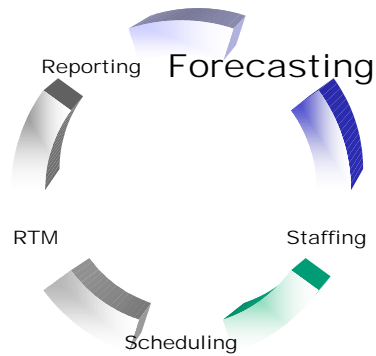 Reporting
Forecasting
RTM
Staffing
Scheduling